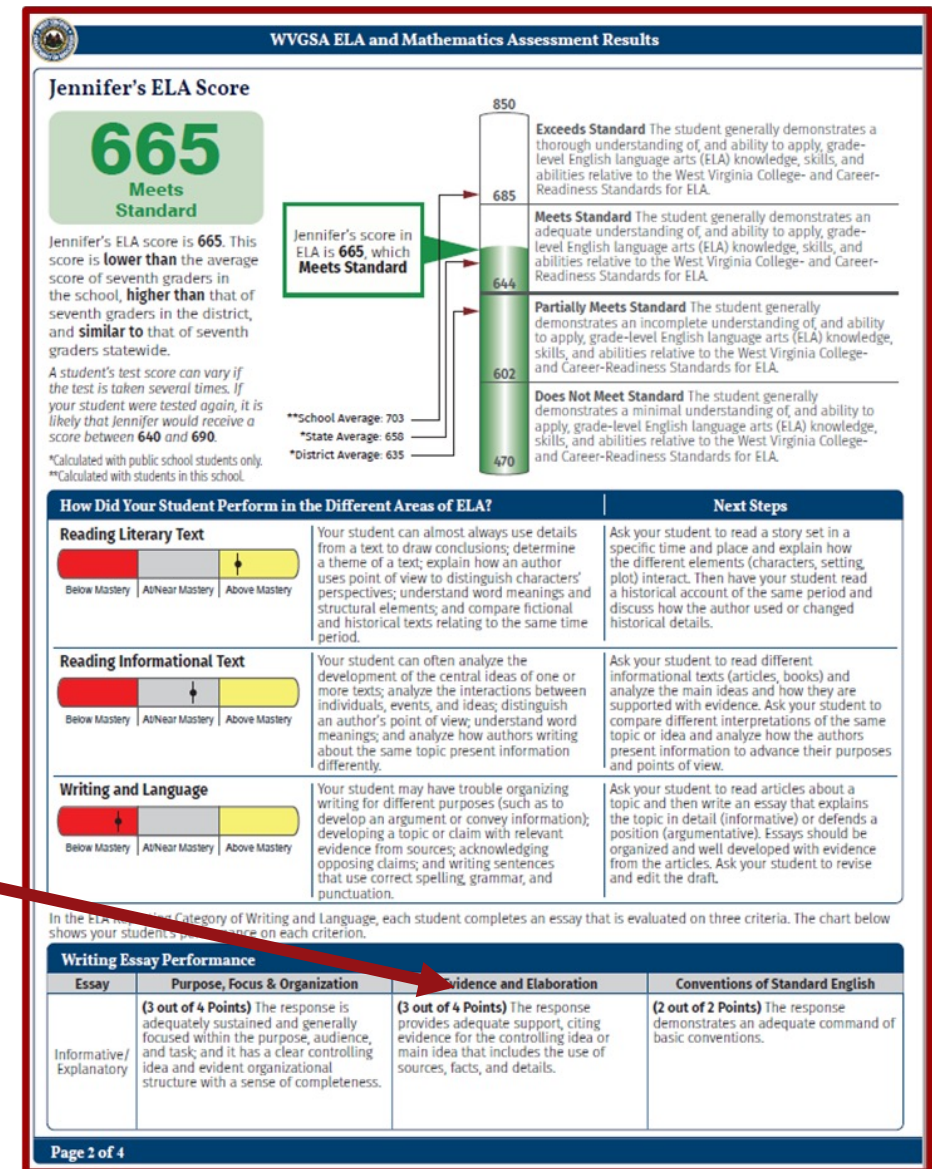 WVGSA ELA and Mathematics Assessment Results
Jennifer's ELA Score
665
Meets
Standard
Jennifer's ELA score is 665. This
score is lower than the average
score of seventh graders in
the school, higher than that of
seventh graders in the district,
and similar to that of seventh
graders statewide.
A student's test score can vary if
the test is taken several times. If
your student were tested again, it is
likely that Jennifer would receive a
score between 640 and 690.
*Calculated with public school students only.
**Calculated with students in this school.
Jennifer's score in
ELA is 665, which
Meets Standard
**School Average: 703
*State Average: 658
*District Average: 635
850
685
644
602
470
Exceeds Standard The student generally demonstrates a
thorough understanding of, and ability to apply, grade-
level English language arts (ELA) knowledge, skills, and
abilities relative to the West Virginia College- and Career-
Readiness Standards for ELA.
Meets Standard The student generally demonstrates an
adequate understanding of, and ability to apply, grade-
level English language arts (ELA) knowledge, skills, and
abilities relative to the West Virginia College- and Career-
Readiness Standards for ELA.
Partially Meets Standard The student generally
demonstrates an incomplete understanding of, and ability
to apply, grade-level English language arts (ELA) knowledge,
skills, and abilities relative to the West Virginia College-
and Career-Readiness Standards for ELA.
Does Not Meet Standard The student generally
demonstrates a minimal understanding of, and ability to
apply, grade-level English language arts (ELA) knowledge,
skills, and abilities relative to the West Virginia College-
and Career-Readiness Standards for ELA.
How Did Your Student Perform in the Different Areas of ELA?
Next Steps
Reading Literary Text
Below Mastery At/Near Mastery Above Mastery
Your student can almost always use details
from a text to draw conclusions; determine
a theme of a text; explain how an author
uses point of view to distinguish characters'
perspectives; understand word meanings and
structural elements; and compare fictional
and historical texts relating to the same time
period.
Ask your student to read a story set in a
specific time and place and explain how
the different elements (characters, setting,
plot) interact. Then have your student read
a historical account of the same period and
discuss how the author used or changed
historical details.
Reading Informational Text
Below Mastery At/Near Mastery Above Mastery
Your student can often analyze the
development of the central ideas of one or
more texts; analyze the interactions between
individuals, events, and ideas; distinguish
an author's point of view; understand word
meanings; and analyze how authors writing
about the same topic present information
differently.
Ask your student to read different
informational texts (articles, books) and
analyze the main ideas and how they are
supported with evidence. Ask your student to
compare different interpretations of the same
topic or idea and analyze how the authors
present information to advance their purposes
and points of view.
Writing and Language
Below Mastery At/Near Mastery Above Mastery
Your student may have trouble organizing
writing for different purposes (such as to
develop an argument or convey information);
developing a topic or claim with relevant
evidence from sources; acknowledging
opposing claims; and writing sentences
that use correct spelling, grammar, and
punctuation.
Ask your student to read articles about a
topic and then write an essay that explains
the topic in detail (informative) or defends a
position (argumentative). Essays should be
organized and well developed with evidence
from the articles. Ask your student to revise
and edit the draft.
In the ELA Category of Writing and Language, each student completes an essay that is evaluated on three criteria. The chart below
shows your student's on each criterion.
Writing Essay Performance
Essay
Purpose, Focus & Organization
Evidence and Elaboration
Conventions of Standard English
Informative/
Explanatory
(3 out of 4 Points) The response is
adequately sustained and generally
focused within the purpose, audience,
and task; and it has a clear controlling
idea and evident organizational
structure with a sense of completeness.
(3 out of 4 Points) The response
provides adequate support, citing
evidence for the controlling idea or
main idea that includes the use of
sources, facts, and details.
(2 out of 2 Points) The response
demonstrates an adequate command of
basic conventions.
Page 2 of 4